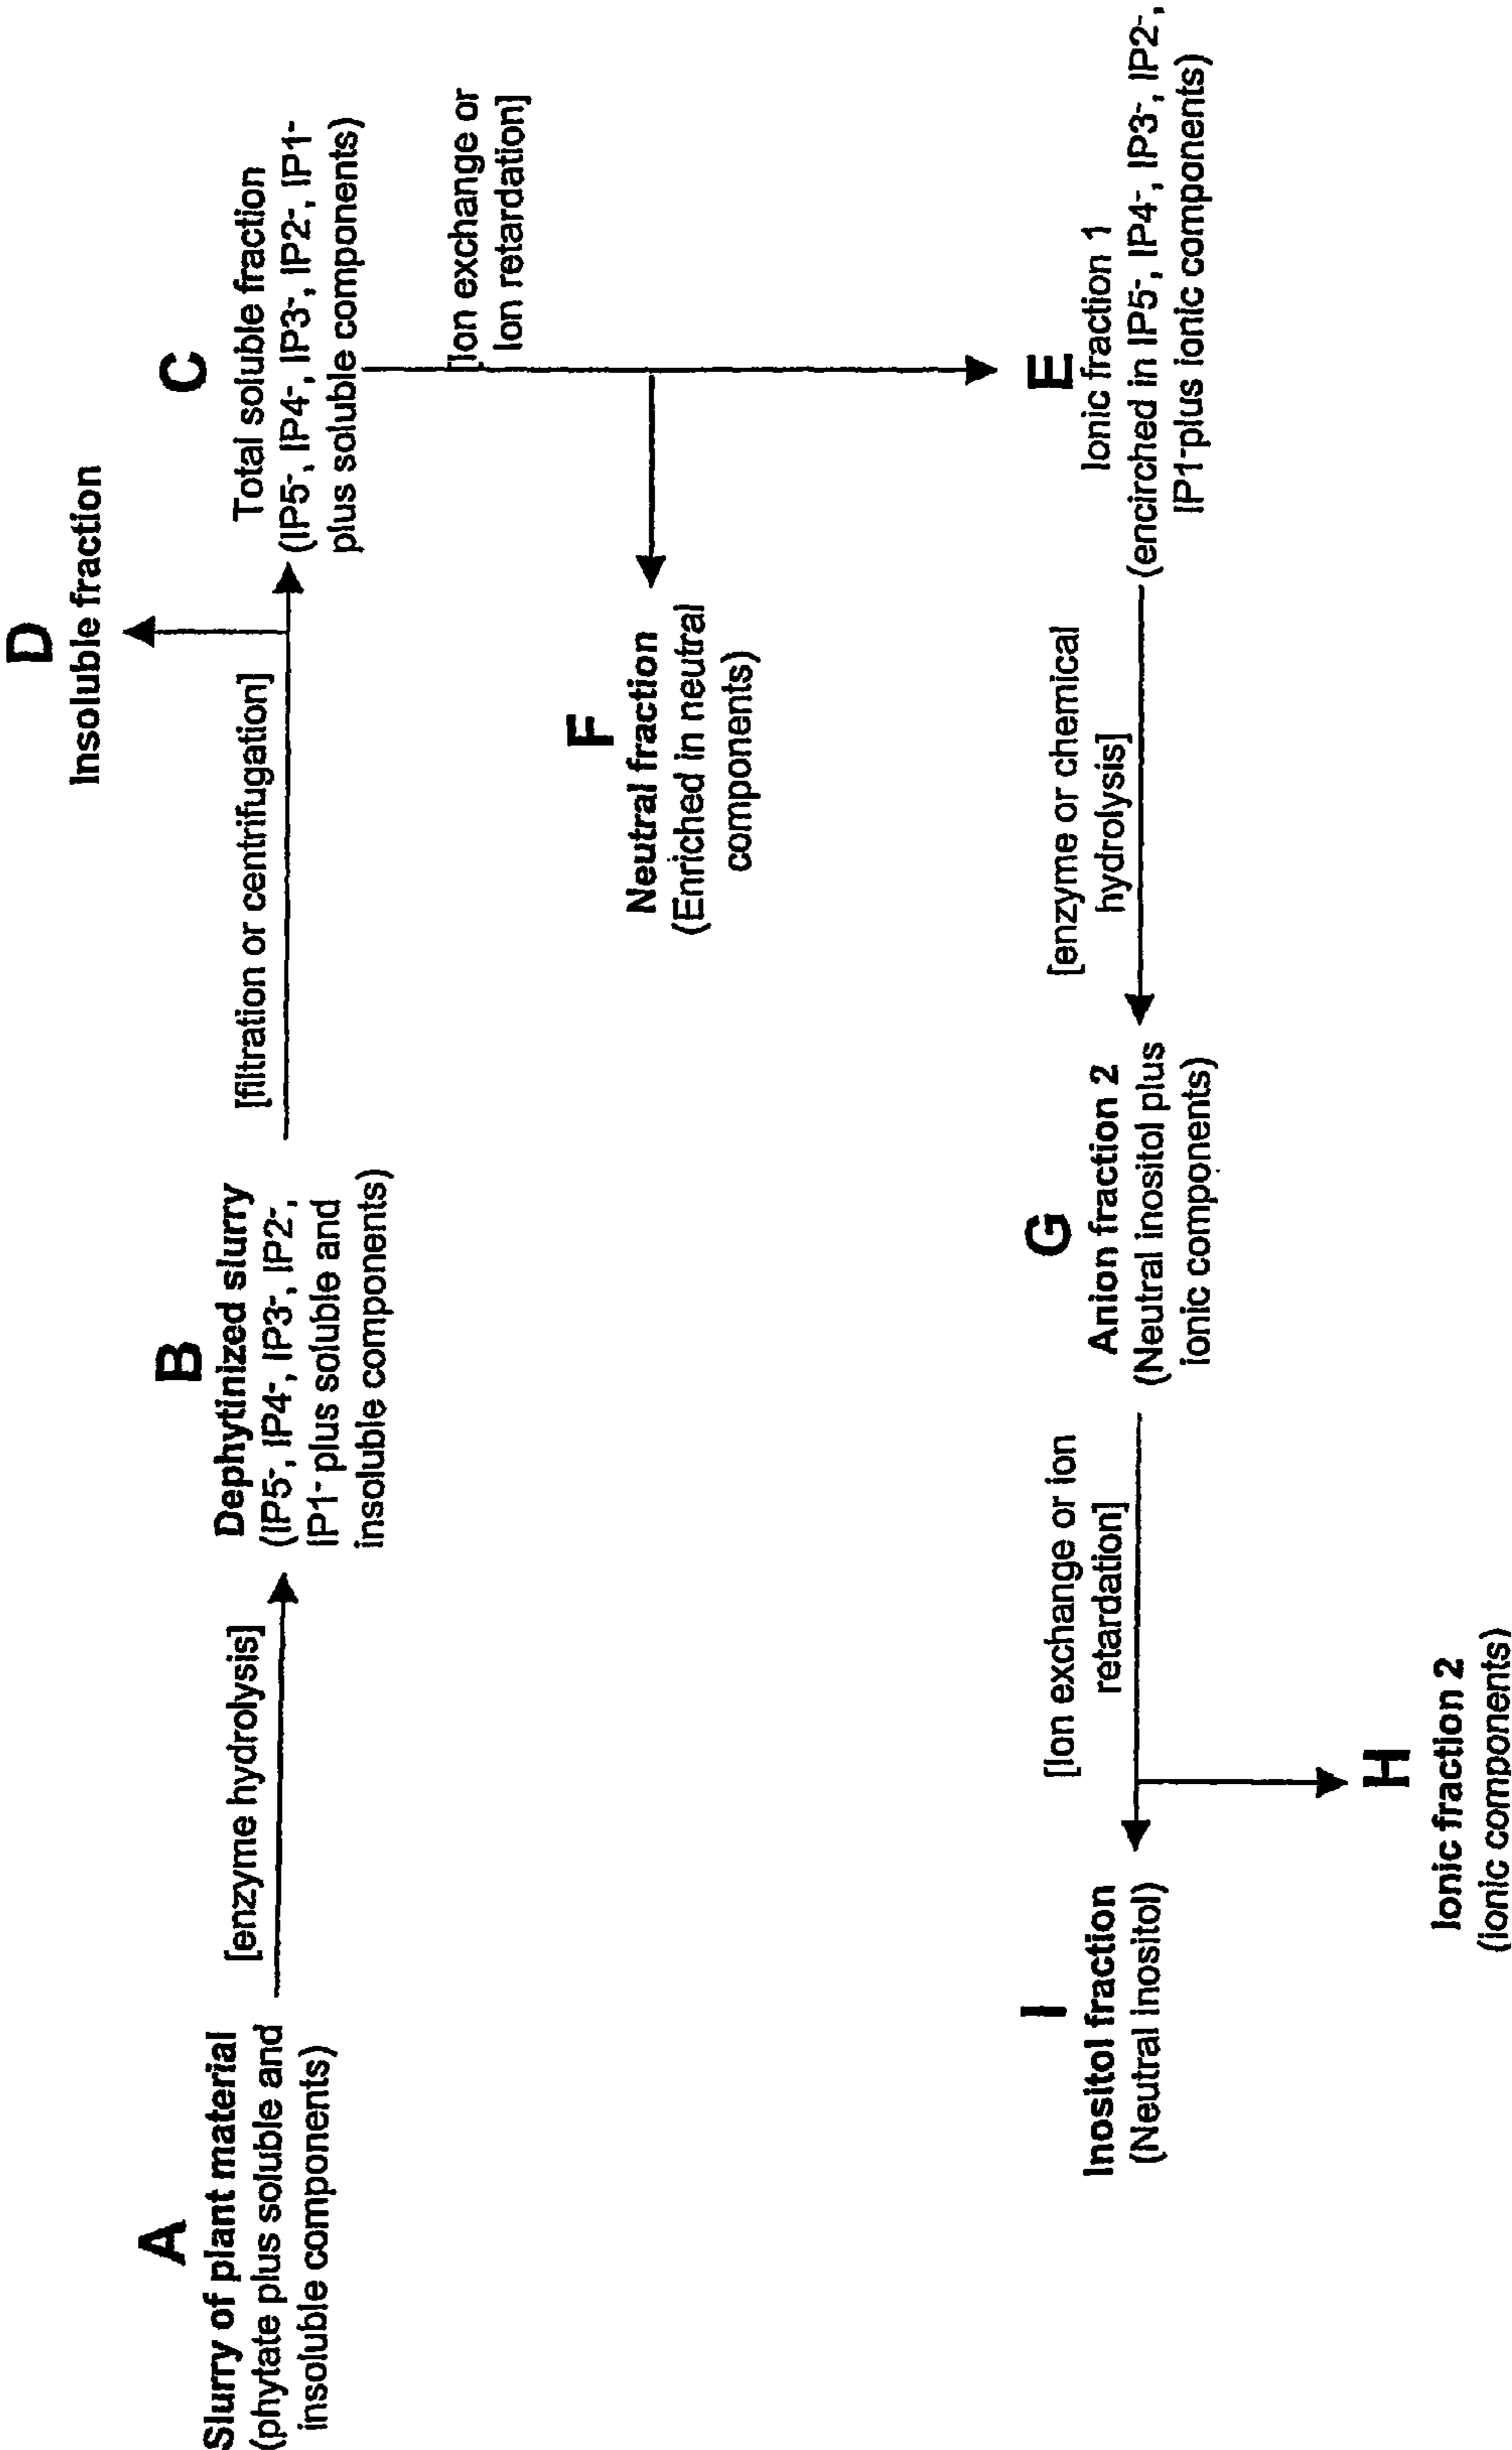 A
Slurry of plant material
(phytate plus soluble and
insoluble components)
[enzyme hydrolysis]
B
Dephytinized slurry
(IP5-, IP4-, IP3-, IP2-,
IP1- plus soluble and
insoluble components)
[filtration or centrifugation]
D
Insoluble fraction
C
Total soluble fraction
(IP5-, IP4-, IP3-, IP2-, IP1-
plus soluble components)
[Ion exchange or
Ion retardation]
F
Neutral fraction
(Enriched in neutral
components)
E
Ionic fraction 1
(encirched in IP5-, IP4-, IP3-, IP2-,
IP1-plus ionic components)
[enzyme or chemical
hydrolysis]
G
Anion fraction 2
(Neutral inositol plus
ionic components)
[Ion exchange or ion
retardation]
H
Ionic fraction 2
(ionic components)
I
Inositol fraction
(Neutral Inositol)